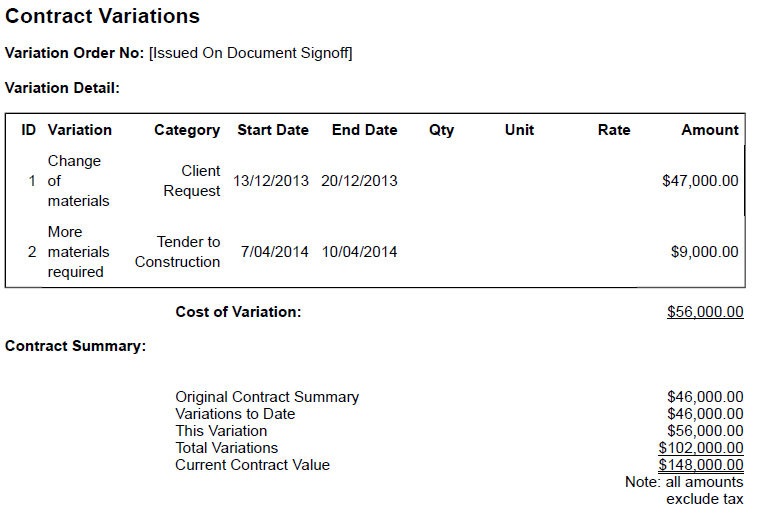 Contract Variations
Variation Order No: [Issued On Document Signoff]
Variation Detail:
ID Variation Category Start Date End Date Qty Unit Rate Amount
1 Change of materials Client Request 13/12/2013 20/12/2013 $47,000.00
2 More materials required Tender to Construction 7/04/2014 10/04/2014 $9,000.00
Cost of Variation: $56,000.00
Contract Summary:
Original Contract Summary $46,000.00
Variations to Date $46,000.00
This Variation $56,000.00
Total Variations $102,000.00
Current Contract Value $148,000.00
Note: all amounts
exclude tax